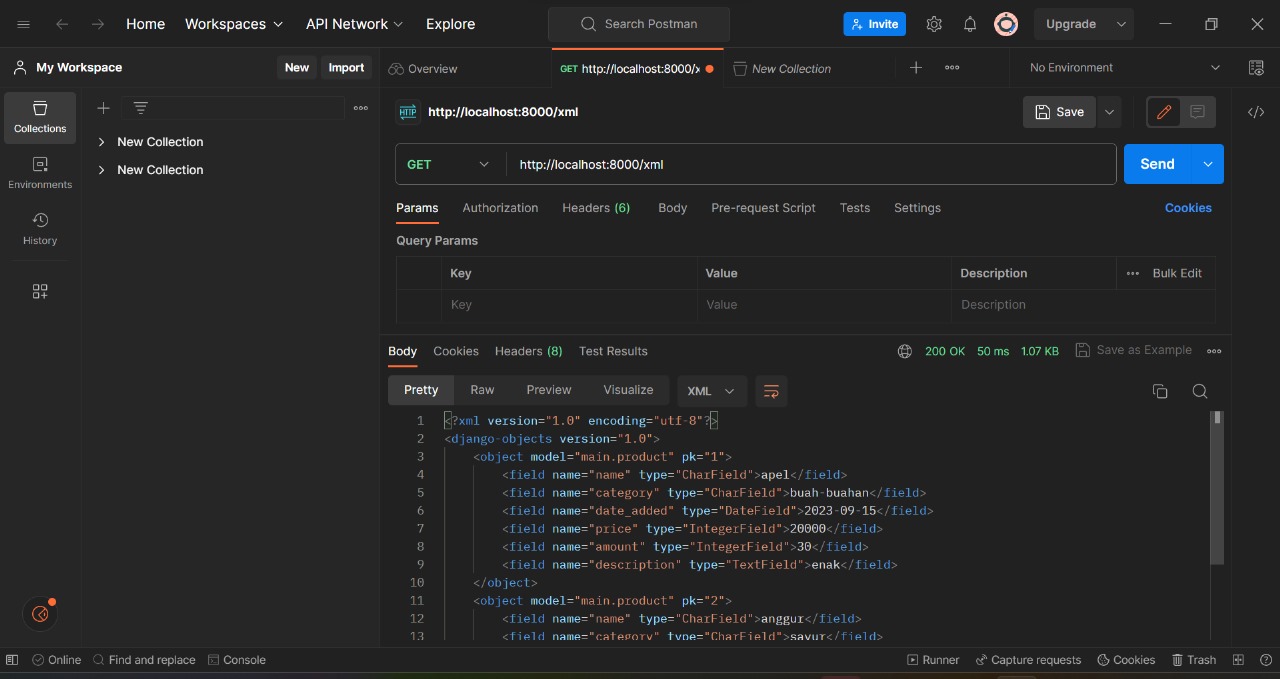 Home Workspaces API Network Explore Search Postman Invite Upgrade
My Workspace New Import Overview GET http://localhost:8000/x New Collection No Environment
Collections
Environments
History
New Collection
New Collection
HTTP http://localhost:8000/xml Save
GET http://localhost:8000/xml Send
Params Authorization Headers (6) Body Pre-request Script Tests Settings Cookies
Query Params
Key Value Description Bulk Edit
Key Value Description
Body Cookies Headers (8) Test Results 200 OK 50 ms 1.07 KB Save as Example
Pretty Raw Preview Visualize XML
1 <?xml version="1.0" encoding="utf-8"?>
2 <django-objects version="1.0">
3 <object model="main.product" pk="1">
4 <field name="name" type="CharField">apel</field>
5 <field name="category" type="CharField">buah-buahan</field>
6 <field name="date_added" type="DateField">2023-09-15</field>
7 <field name="price" type="IntegerField">20000</field>
8 <field name="amount" type="IntegerField">30</field>
9 <field name="description" type="TextField">enak</field>
10 </object>
11 <object model="main.product" pk="2">
12 <field name="name" type="CharField">anggur</field>
13 <field name="category" type="CharField">sayur</field>
Online Find and replace Console Runner Capture requests Cookies Trash